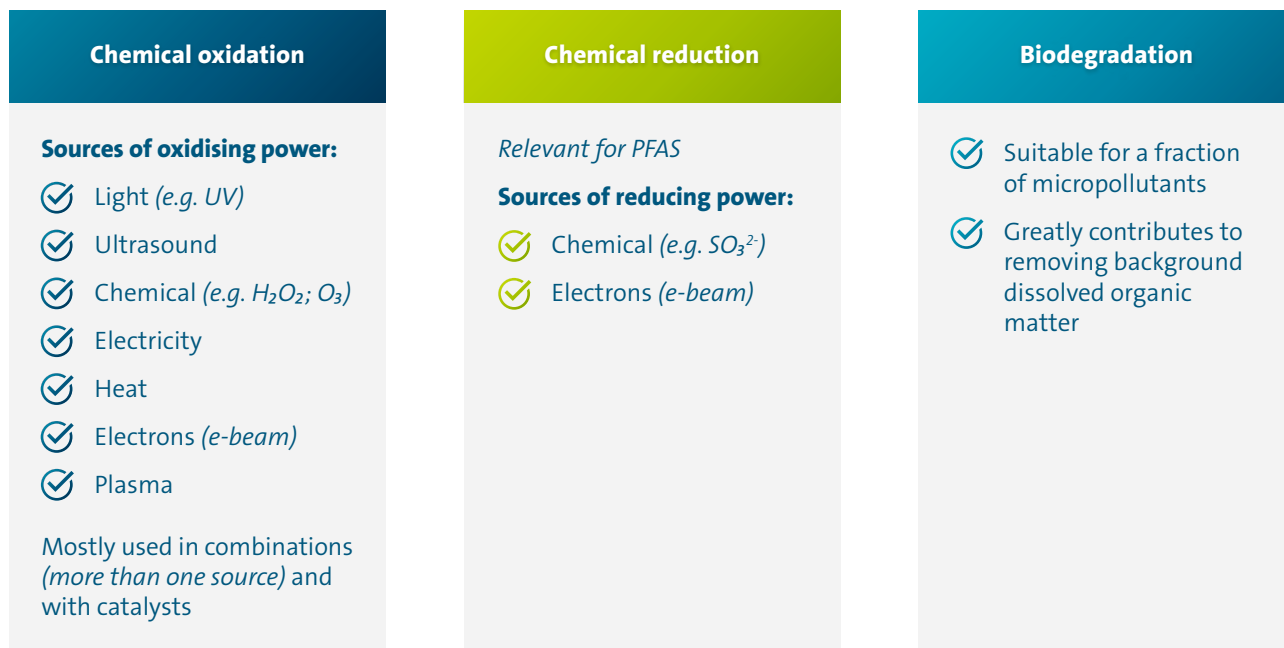 Chemical oxidation
Sources of oxidising power:
Light (e.g. UV)
Ultrasound
Chemical (e.g. H₂O₂; O₃)
Electricity
Heat
Electrons (e-beam)
Plasma
Mostly used in combinations
(more than one source) and
with catalysts
Chemical reduction
Relevant for PFAS
Sources of reducing power:
Chemical (e.g. SO₃²⁻)
Electrons (e-beam)
Biodegradation
Suitable for a fraction
of micropollutants
Greatly contributes to
removing background
dissolved organic
matter